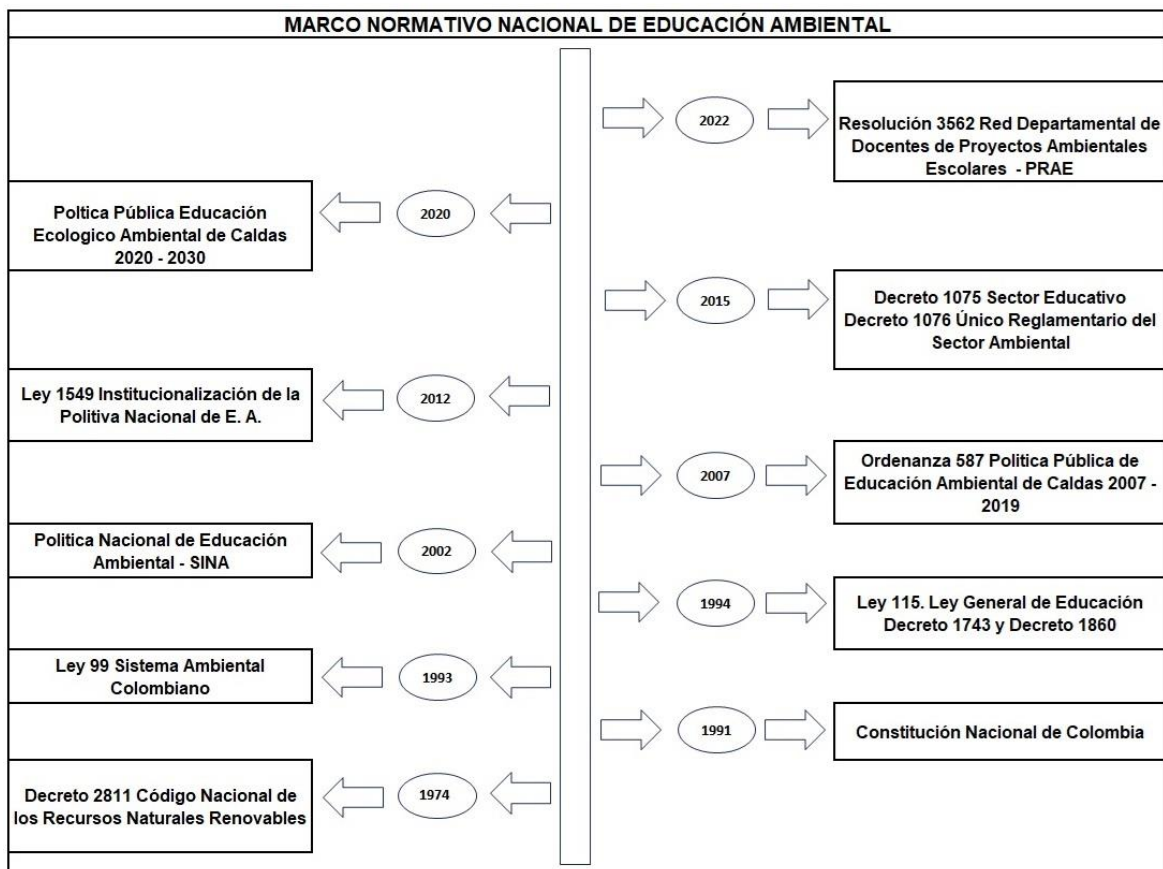 MARCO NORMATIVO NACIONAL DE EDUCACIÓN AMBIENTAL
2022
Resolución 3562 Red Departamental de
Docentes de Proyectos Ambientales
Escolares - PRAE
2020
Poltica Pública Educación
Ecologico Ambiental de Caldas
2020 - 2030
2015
Decreto 1075 Sector Educativo
Decreto 1076 Único Reglamentario del
Sector Ambiental
2012
Ley 1549 Institucionalización de la
Politiva Nacional de E. A.
2007
Ordenanza 587 Politica Pública de
Educación Ambiental de Caldas 2007 -
2019
2002
Politica Nacional de Educación
Ambiental - SINA
1994
Ley 115. Ley General de Educación
Decreto 1743 y Decreto 1860
1993
Ley 99 Sistema Ambiental
Colombiano
1991
Constitución Nacional de Colombia
1974
Decreto 2811 Código Nacional de
los Recursos Naturales Renovables